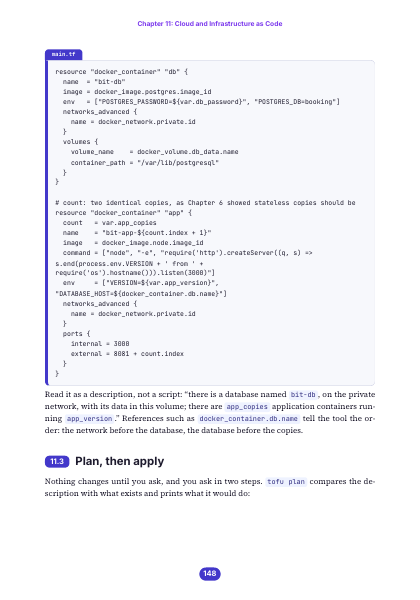 Chapter 11: Cloud and Infrastructure as Code
main.tf
resource "docker_container" "db" {
  name  = "bit-db"
  image = docker_image.postgres.image_id
  env   = ["POSTGRES_PASSWORD=${var.db_password}", "POSTGRES_DB=booking"]
  networks_advanced {
    name = docker_network.private.id
  }
  volumes {
    volume_name    = docker_volume.db_data.name
    container_path = "/var/lib/postgresql"
  }
}

# count: two identical copies, as Chapter 6 showed stateless copies should be
resource "docker_container" "app" {
  count   = var.app_copies
  name    = "bit-app-${count.index + 1}"
  image   = docker_image.node.image_id
  command = ["node", "-e", "require('http').createServer((q, s) =>
s.end(process.env.VERSION + ' from ' +
require('os').hostname())).listen(3000)"]
  env     = ["VERSION=${var.app_version}",
"DATABASE_HOST=${docker_container.db.name}"]
  networks_advanced {
    name = docker_network.private.id
  }
  ports {
    internal = 3000
    external = 8081 + count.index
  }
}
Read it as a description, not a script: “there is a database named bit-db, on the private
network, with its data in this volume; there are app_copies application containers run-
ning app_version.” References such as docker_container.db.name tell the tool the or-
der: the network before the database, the database before the copies.
11.3 Plan, then apply
Nothing changes until you ask, and you ask in two steps. tofu plan compares the de-
scription with what exists and prints what it would do:
148